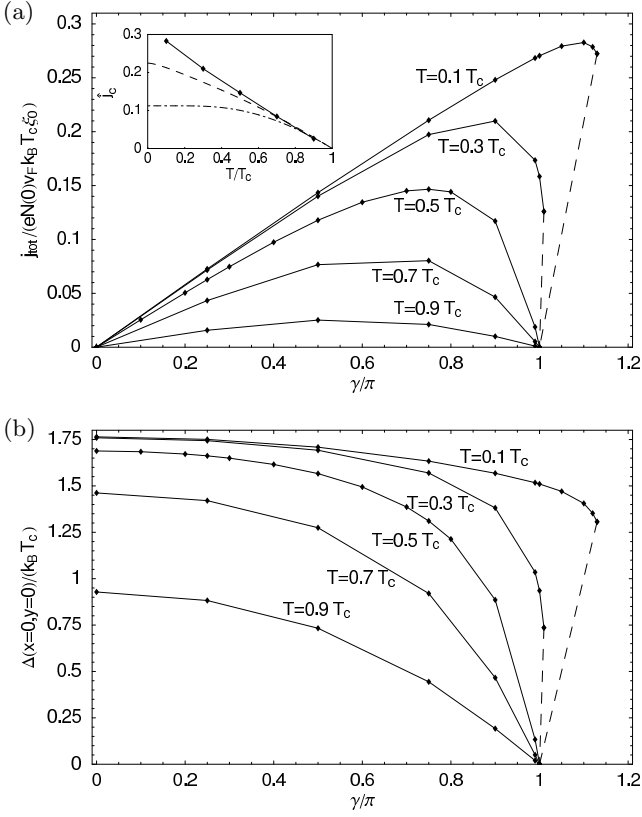 (a)
0.3
0.25
0.2
0.15
0.1
0.05
0
j_tot/(eN(0)v_F k_B T_c ξ_0)
0 0.2 0.4 0.6 0.8 1 1.2
γ/π
T=0.1 T_c
T=0.3 T_c
T=0.5 T_c
T=0.7 T_c
T=0.9 T_c
0.3
0.2
0.1
0
ĵ_c
0 0.2 0.4 0.6 0.8 1
T/T_c
(b)
1.75
1.5
1.25
1
0.75
0.5
0.25
0
Δ(x=0,y=0)/(k_B T_c)
T=0.1 T_c
T=0.3 T_c
T=0.5 T_c
T=0.7 T_c
T=0.9 T_c
0 0.2 0.4 0.6 0.8 1 1.2
γ/π